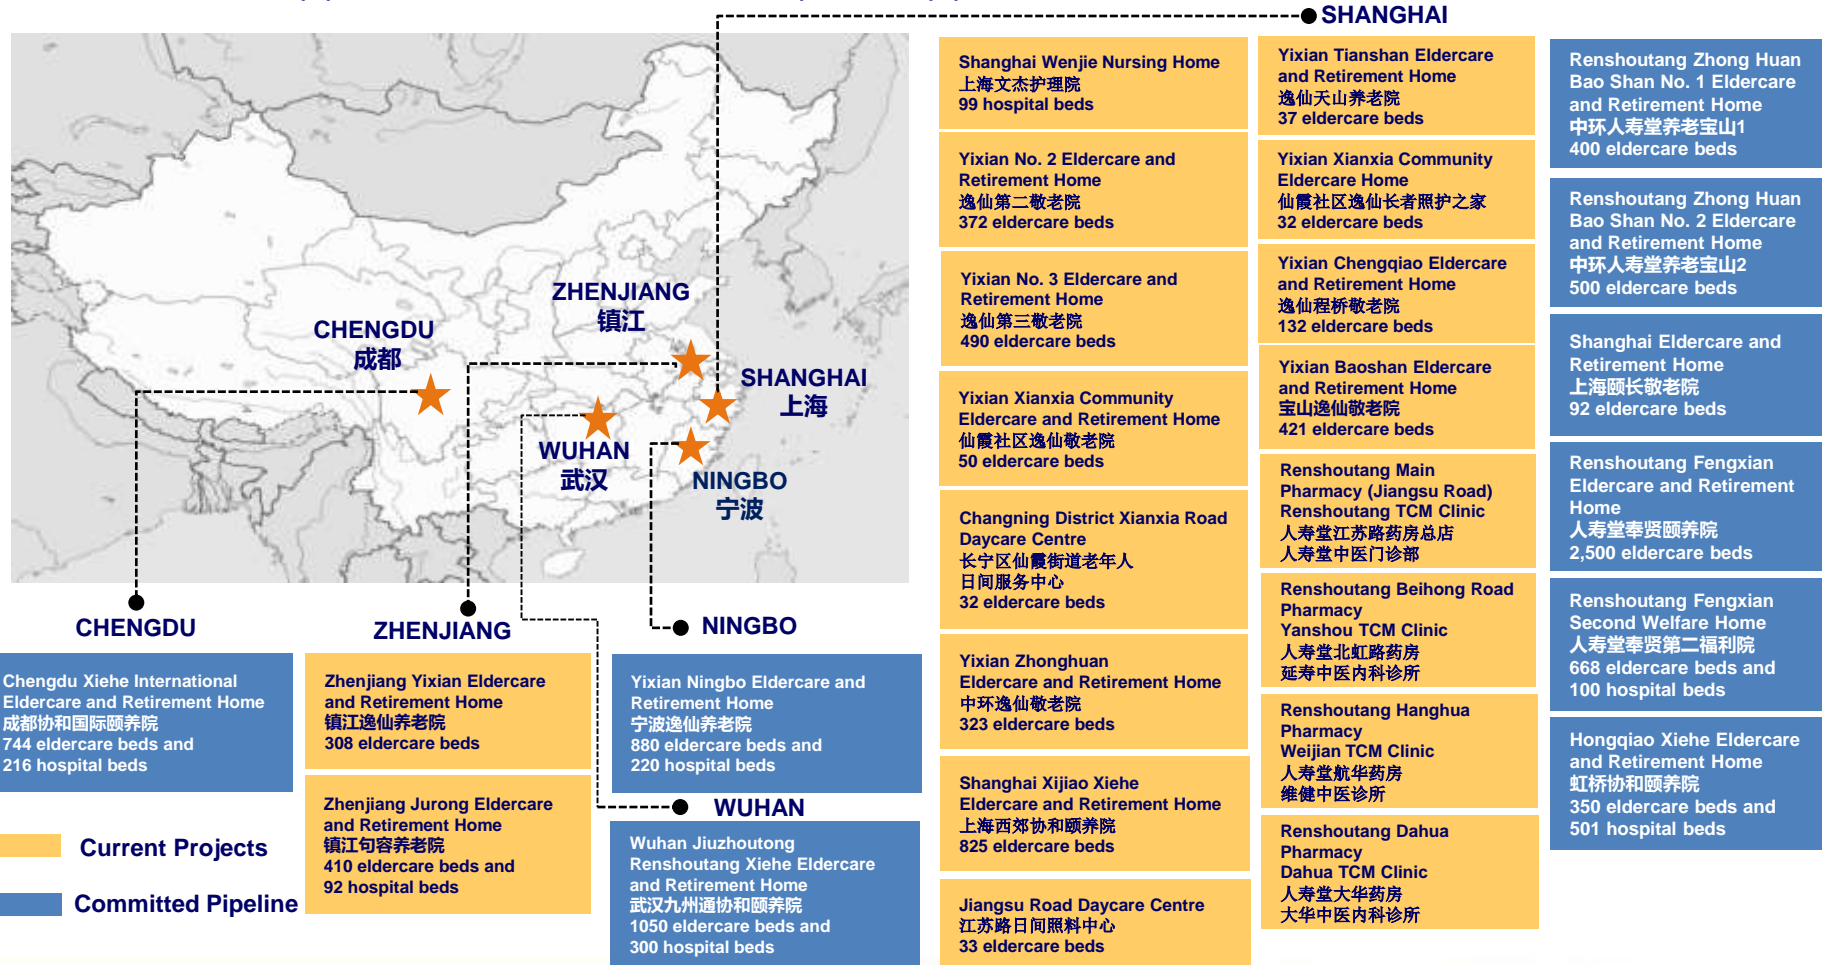 SHANGHAI
CHENGDU
成都
ZHENJIANG
镇江
SHANGHAI
上海
WUHAN
武汉
NINGBO
宁波
CHENGDU
Chengdu Xiehe International
Eldercare and Retirement Home
成都协和国际颐养院
744 eldercare beds and
216 hospital beds
ZHENJIANG
Zhenjiang Yixian Eldercare
and Retirement Home
镇江逸仙养老院
308 eldercare beds
Zhenjiang Jurong Eldercare
and Retirement Home
镇江句容养老院
410 eldercare beds and
92 hospital beds
NINGBO
Yixian Ningbo Eldercare and
Retirement Home
宁波逸仙养老院
880 eldercare beds and
220 hospital beds
WUHAN
Wuhan Jiuzhoutong
Renshoutang Xiehe Eldercare
and Retirement Home
武汉九州通协和颐养院
1050 eldercare beds and
300 hospital beds
Current Projects
Committed Pipeline
Shanghai Wenjie Nursing Home
上海文杰护理院
99 hospital beds
Yixian No. 2 Eldercare and
Retirement Home
逸仙第二敬老院
372 eldercare beds
Yixian No. 3 Eldercare and
Retirement Home
逸仙第三敬老院
490 eldercare beds
Yixian Xianxia Community
Eldercare and Retirement Home
仙霞社区逸仙敬老院
50 eldercare beds
Changning District Xianxia Road
Daycare Centre
长宁区仙霞街道老年人
日间服务中心
32 eldercare beds
Yixian Zhonghuan
Eldercare and Retirement Home
中环逸仙敬老院
323 eldercare beds
Shanghai Xijiao Xiehe
Eldercare and Retirement Home
上海西郊协和颐养院
825 eldercare beds
Jiangsu Road Daycare Centre
江苏路日间照料中心
33 eldercare beds
Yixian Tianshan Eldercare
and Retirement Home
逸仙天山养老院
37 eldercare beds
Yixian Xianxia Community
Eldercare Home
仙霞社区逸仙长者照护之家
32 eldercare beds
Yixian Chengqiao Eldercare
and Retirement Home
逸仙程桥敬老院
132 eldercare beds
Yixian Baoshan Eldercare
and Retirement Home
宝山逸仙敬老院
421 eldercare beds
Renshoutang Main
Pharmacy (Jiangsu Road)
Renshoutang TCM Clinic
人寿堂江苏路药房总店
人寿堂中医门诊部
Renshoutang Beihong Road
Pharmacy
Yanshou TCM Clinic
人寿堂北虹路药房
延寿中医内科诊所
Renshoutang Hanghua
Pharmacy
Weijian TCM Clinic
人寿堂航华药房
维健中医诊所
Renshoutang Dahua
Pharmacy
Dahua TCM Clinic
人寿堂大华药房
大华中医内科诊所
Renshoutang Zhong Huan
Bao Shan No. 1 Eldercare
and Retirement Home
中环人寿堂养老宝山1
400 eldercare beds
Renshoutang Zhong Huan
Bao Shan No. 2 Eldercare
and Retirement Home
中环人寿堂养老宝山2
500 eldercare beds
Shanghai Eldercare and
Retirement Home
上海颐长敬老院
92 eldercare beds
Renshoutang Fengxian
Eldercare and Retirement
Home
人寿堂奉贤颐养院
2,500 eldercare beds
Renshoutang Fengxian
Second Welfare Home
人寿堂奉贤第二福利院
668 eldercare beds and
100 hospital beds
Hongqiao Xiehe Eldercare
and Retirement Home
虹桥协和颐养院
350 eldercare beds and
501 hospital beds